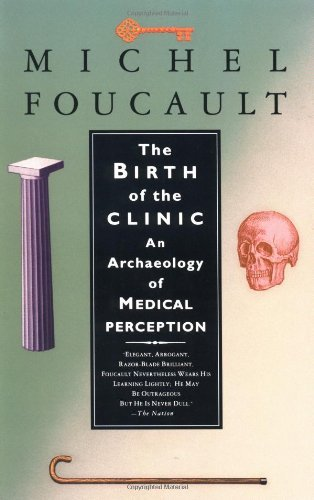 MICHEL
FOUCAULT
The
BIRTH
of the
CLINIC
An
Archaeology
of
MEDICAL
PERCEPTION
"ELEGANT, ARROGANT,
RAZOR-BLADE BRILLIANT,
FOUCAULT NEVERTHELESS WEARS HIS
LEARNING LIGHTLY; HE MAY
BE OUTRAGEOUS
BUT HE IS NEVER DULL."
—The Nation